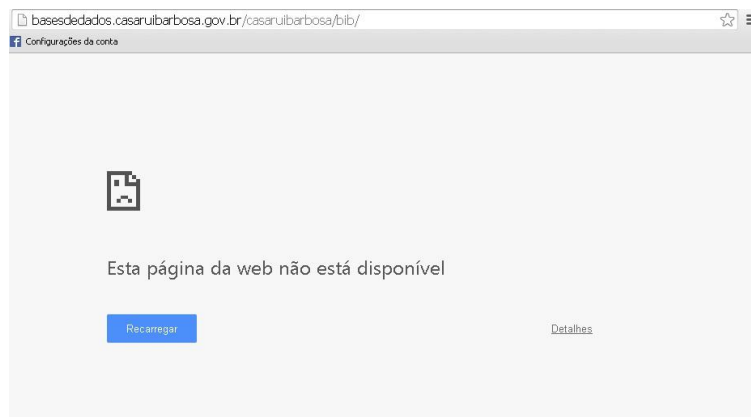 basesdedados.casaruibarbosa.gov.br/casaruibarbosa/bib/
Configurações da conta
Esta página da web não está disponível
Recarregar
Detalhes